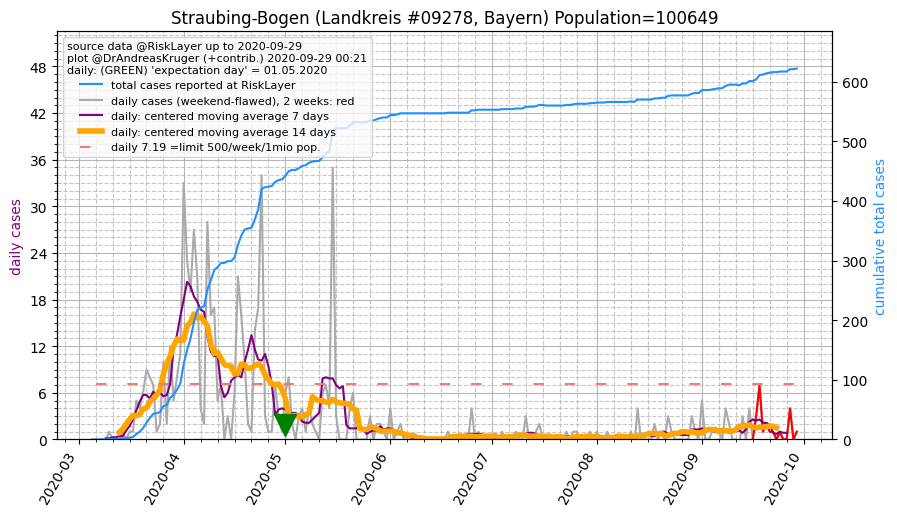 Straubing-Bogen (Landkreis #09278, Bayern) Population=100649
source data @RiskLayer up to 2020-09-29
plot @DrAndreasKruger (+contrib.) 2020-09-29 00:21
daily: (GREEN) 'expectation day' = 01.05.2020
total cases reported at RiskLayer
daily cases (weekend-flawed), 2 weeks: red
daily: centered moving average 7 days
daily: centered moving average 14 days
daily 7.19 =limit 500/week/1mio pop.
daily cases
48
42
36
30
24
18
12
6
0
cumulative total cases
600
500
400
300
200
100
0
2020-03
2020-04
2020-05
2020-06
2020-07
2020-08
2020-09
2020-10